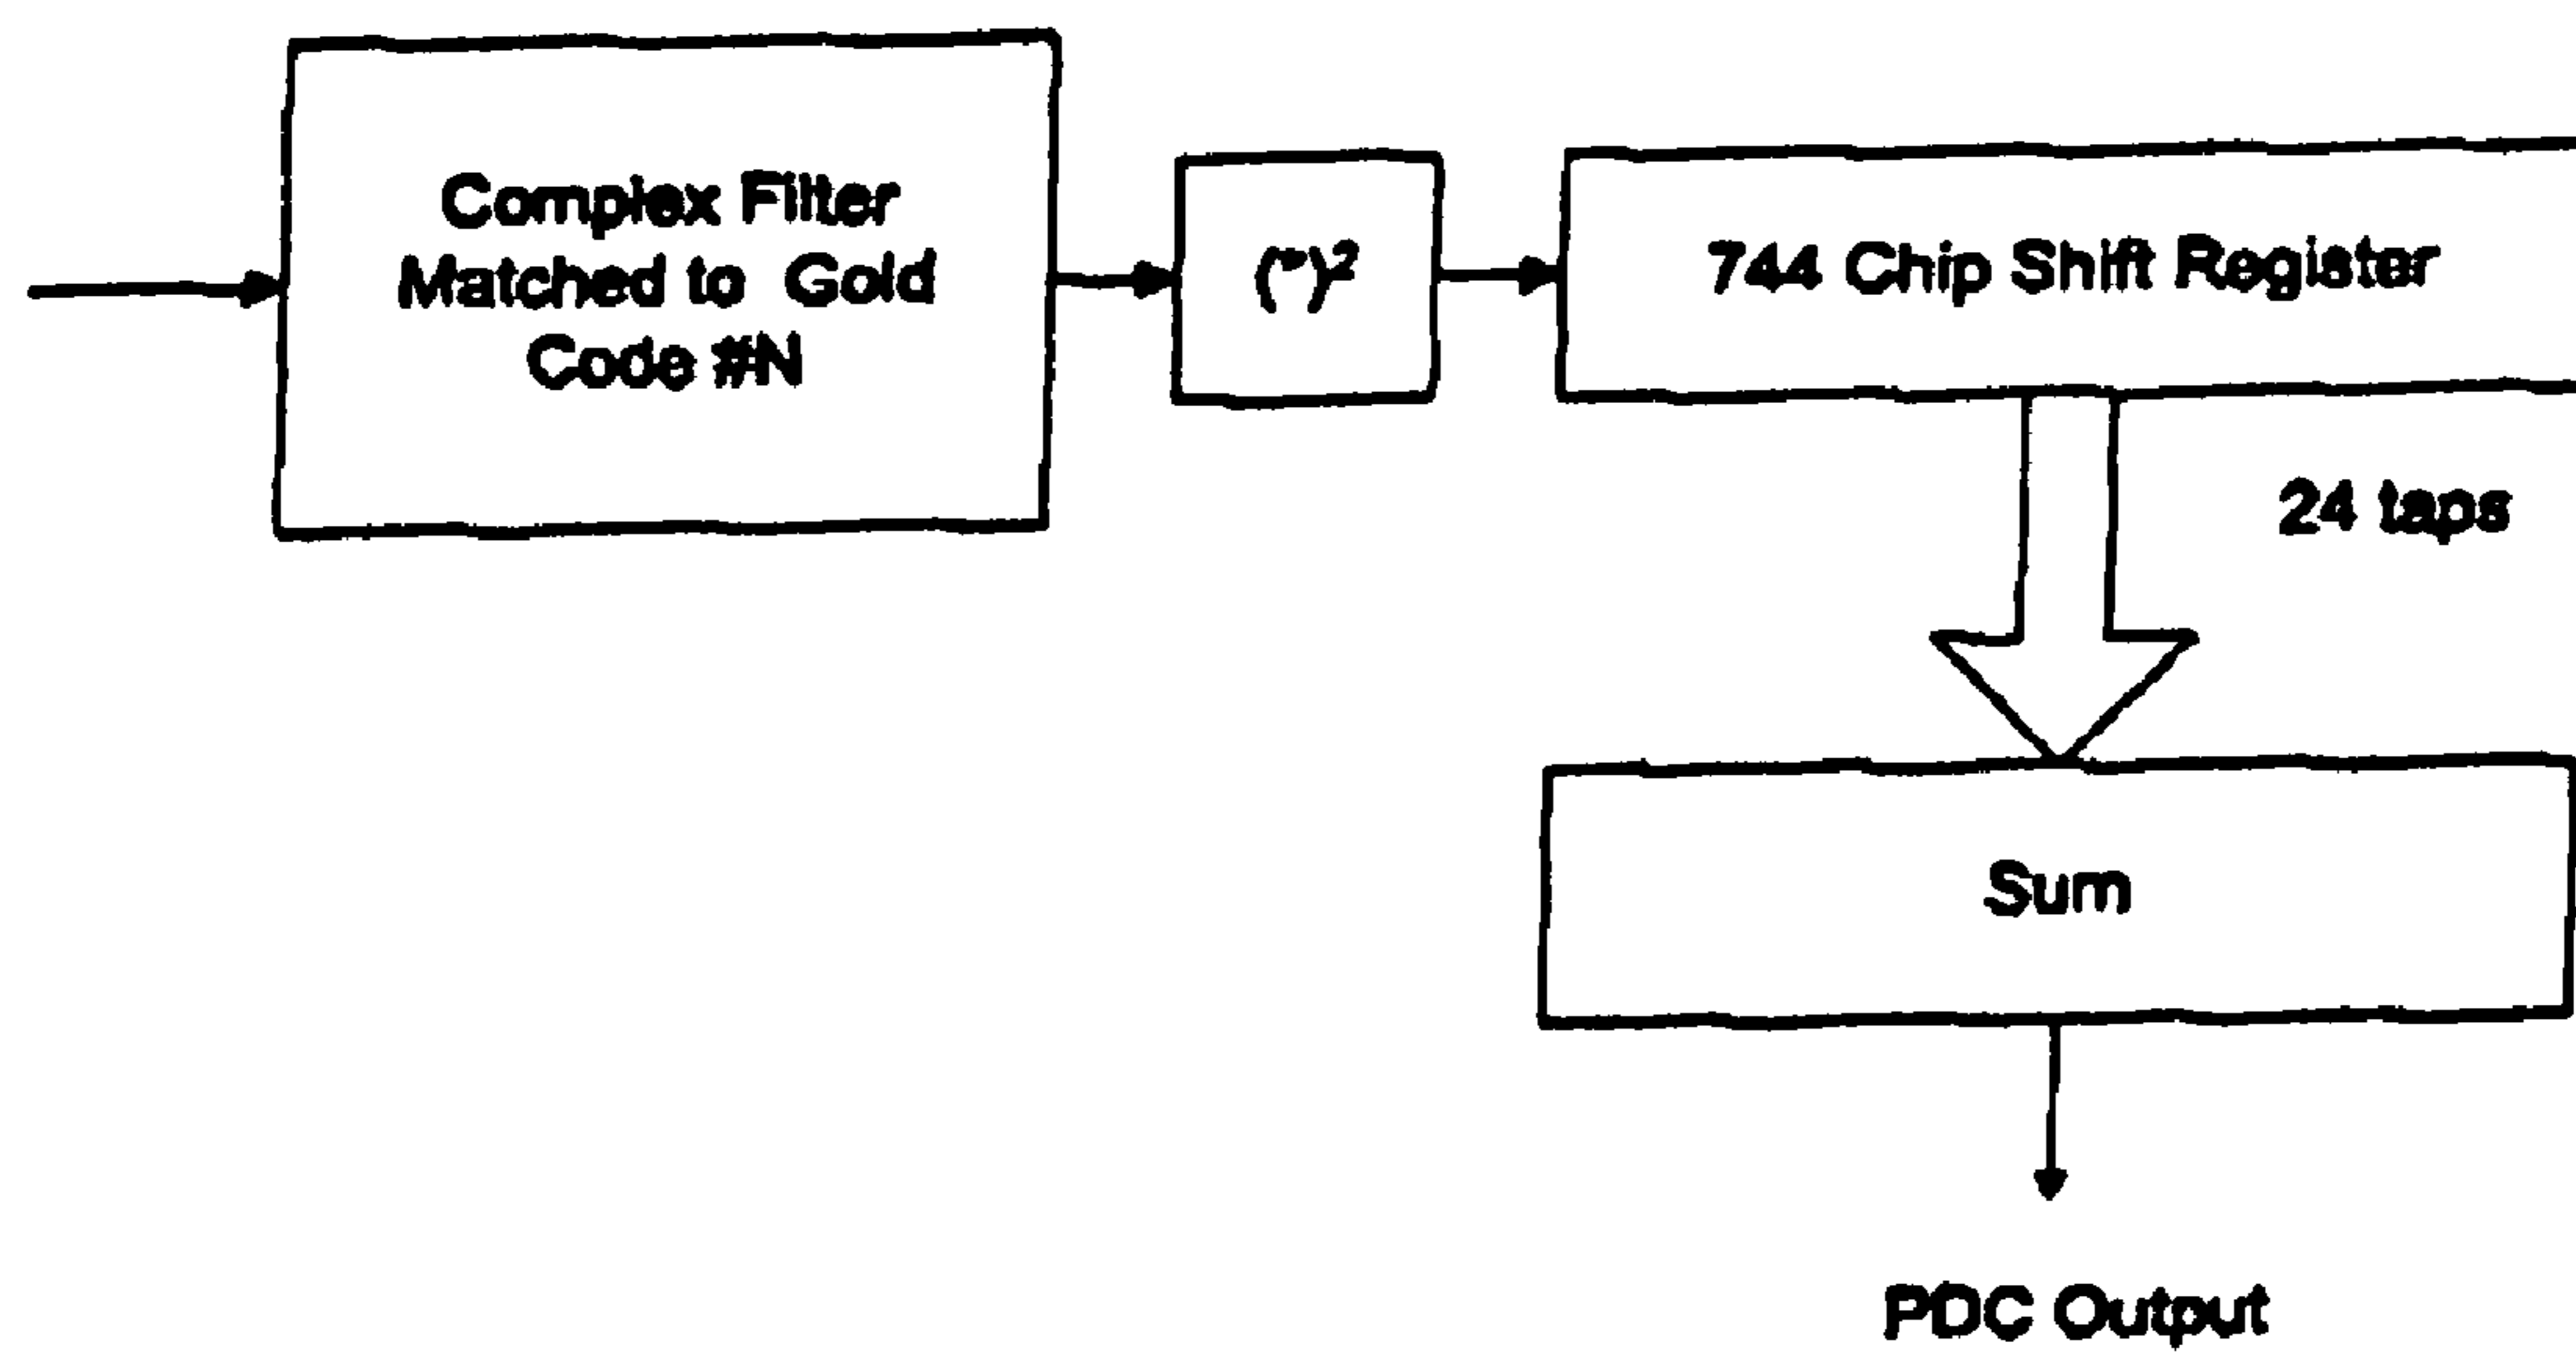 Complex Filter
Matched to Gold
Code #N
(*)²
744 Chip Shift Register
24 taps
Sum
PDC Output